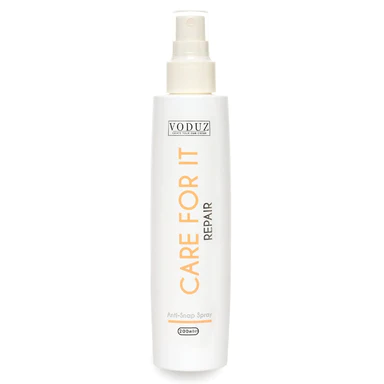 VODUZ
CARE FOR IT
REPAIR
Anti-Snap Spray
200ml